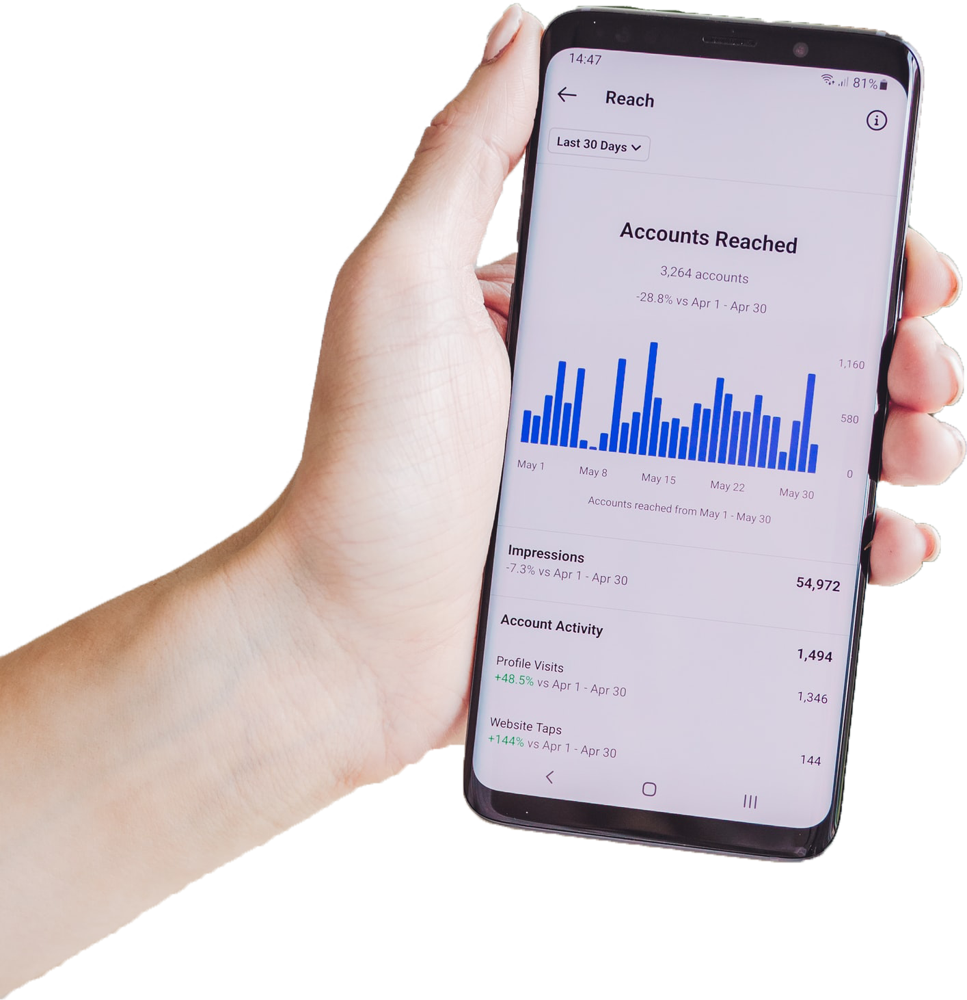 14:47
81%
Reach
Last 30 Days
Accounts Reached
3,264 accounts
-28.8% vs Apr 1 - Apr 30
1,160
580
0
May 1 May 8 May 15 May 22 May 30
Accounts reached from May 1 - May 30
Impressions
-7.3% vs Apr 1 - Apr 30
54,972
Account Activity
1,494
Profile Visits
+48.5% vs Apr 1 - Apr 30
1,346
Website Taps
+144% vs Apr 1 - Apr 30
144